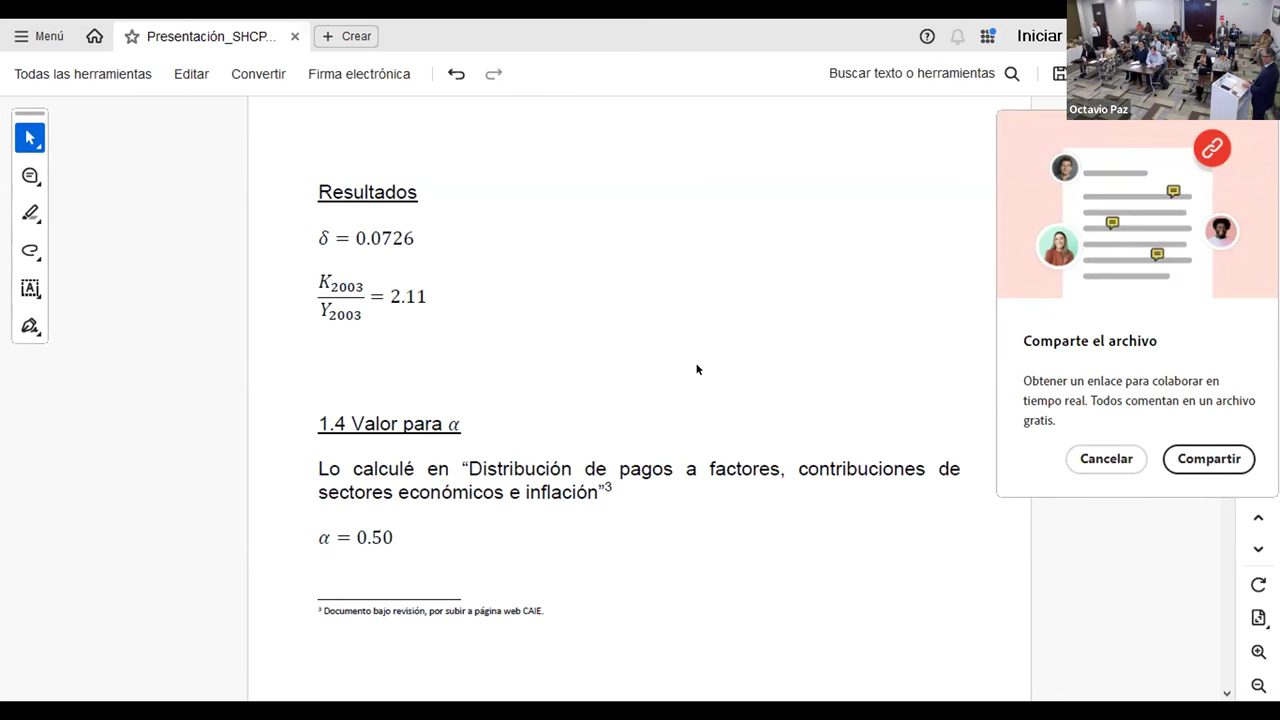 Menú
Presentación_SHCP...
Crear
Iniciar
Todas las herramientas
Editar
Convertir
Firma electrónica
Buscar texto o herramientas
Octavio Paz
Resultados
δ = 0.0726
K₂₀₀₃/Y₂₀₀₃ = 2.11
1.4 Valor para α
Lo calculé en “Distribución de pagos a factores, contribuciones de
sectores económicos e inflación”³
α = 0.50
³ Documento bajo revisión, por subir a página web CAIE.
Comparte el archivo
Obtener un enlace para colaborar en
tiempo real. Todos comentan en un archivo
gratis.
Cancelar
Compartir